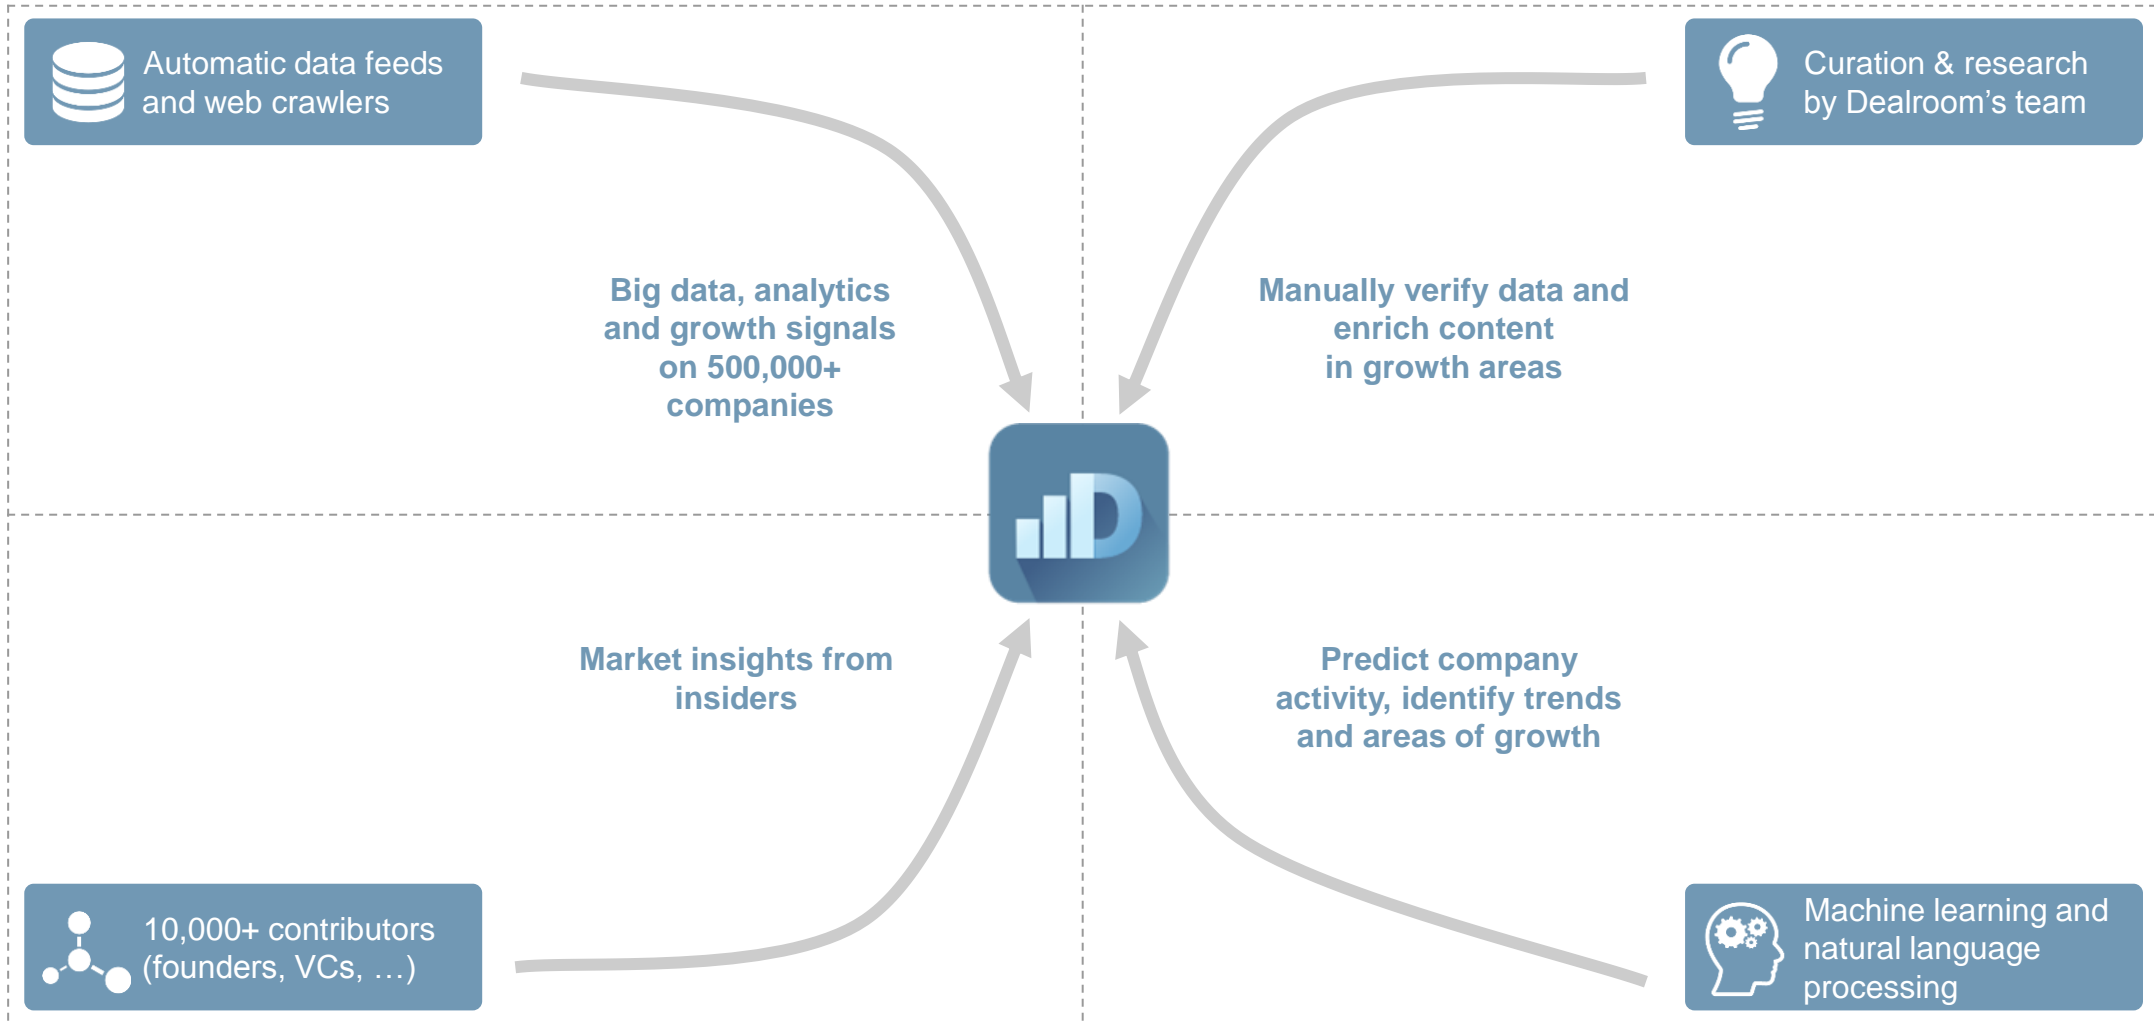 Automatic data feeds
and web crawlers
Curation & research
by Dealroom’s team
Big data, analytics
and growth signals
on 500,000+
companies
Manually verify data and
enrich content
in growth areas
D
Market insights from
insiders
Predict company
activity, identify trends
and areas of growth
10,000+ contributors
(founders, VCs, …)
Machine learning and
natural language
processing